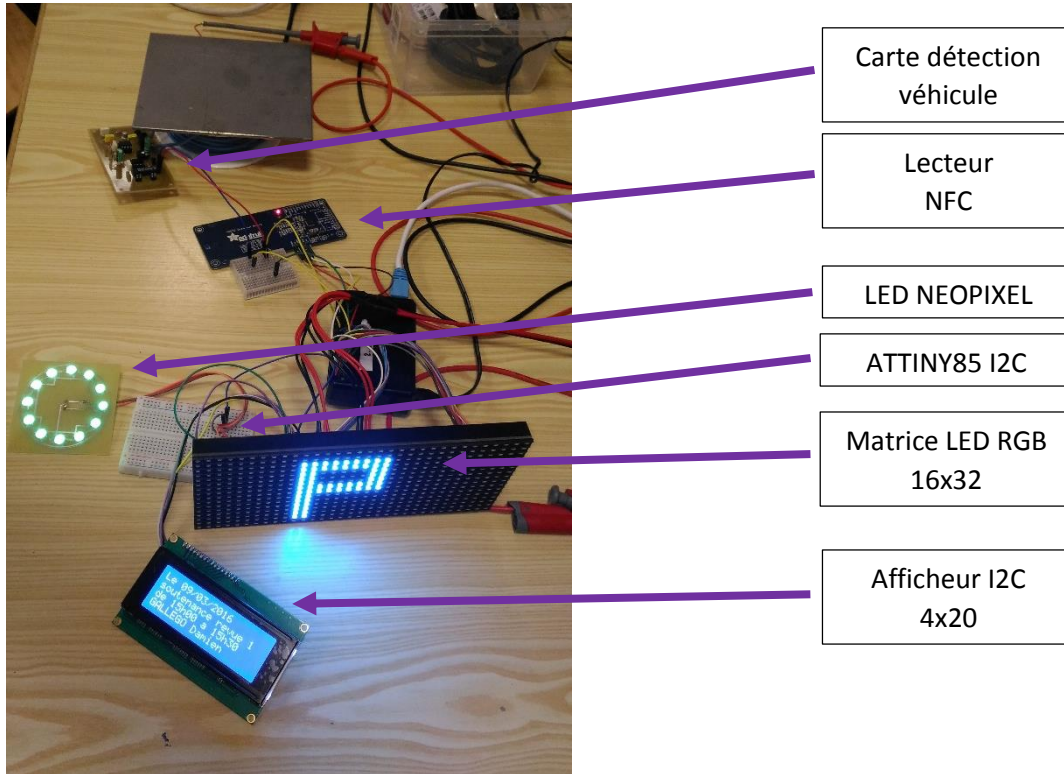 Carte détection
véhicule
Lecteur
NFC
LED NEOPIXEL
ATTINY85 I2C
Matrice LED RGB
16x32
P
Afficheur I2C
4x20
Le 09/03/2016
soutenance revue 1
de 15h00 à 15h30
GALLEGO Damien